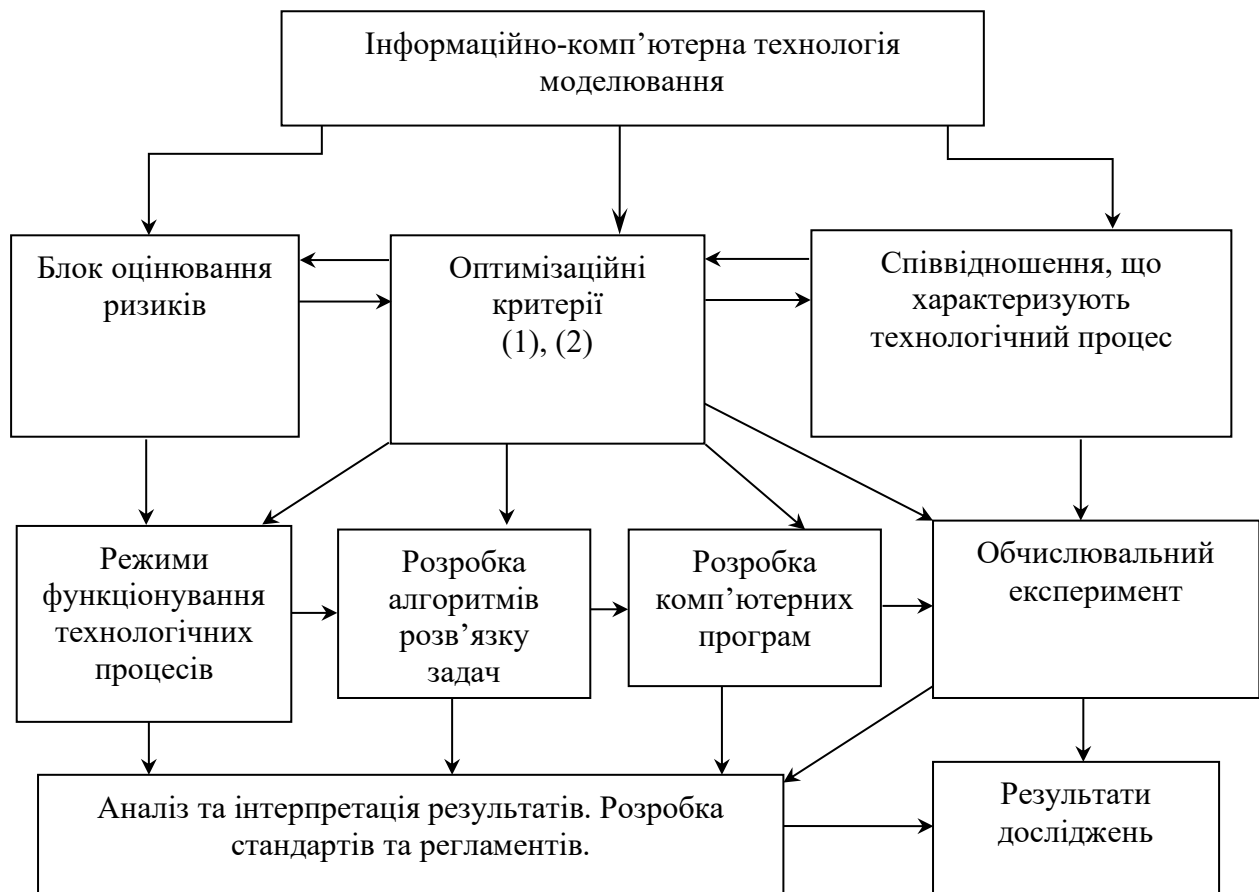 Інформаційно-комп’ютерна технологія
моделювання
Блок оцінювання
ризиків
Оптимізаційні
критерії
(1), (2)
Співвідношення, що
характеризують
технологічний процес
Режими
функціонування
технологічних
процесів
Розробка
алгоритмів
розв’язку
задач
Розробка
комп’ютерних
програм
Обчислювальний
експеримент
Аналіз та інтерпретація результатів. Розробка
стандартів та регламентів.
Результати
досліджень